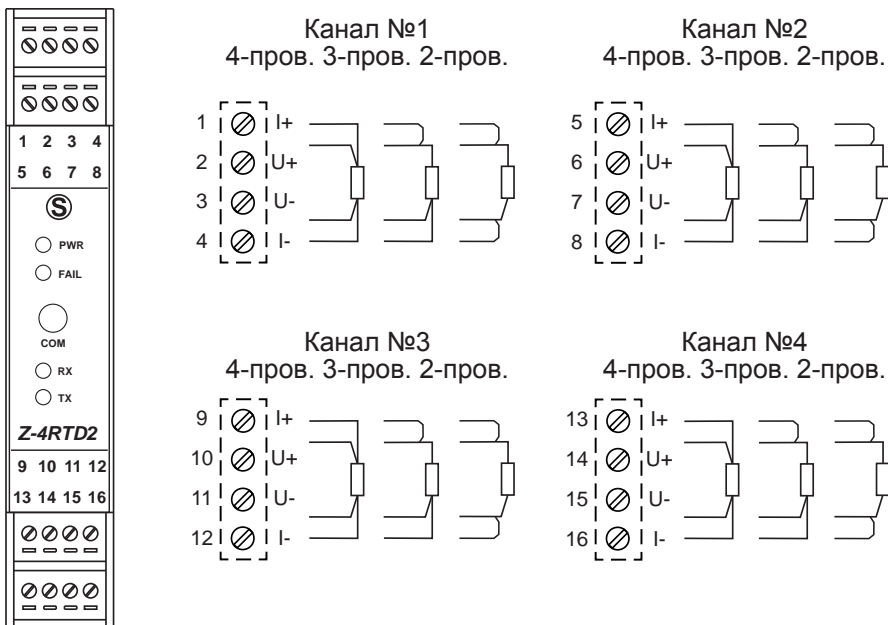 1 2 3 4
5 6 7 8
S
PWR
FAIL
COM
RX
TX
Z-4RTD2
9 10 11 12
13 14 15 16
Канал №1
4-пров. 3-пров. 2-пров.
1 I+
2 U+
3 U-
4 I-
Канал №2
4-пров. 3-пров. 2-пров.
5 I+
6 U+
7 U-
8 I-
Канал №3
4-пров. 3-пров. 2-пров.
9 I+
10 U+
11 U-
12 I-
Канал №4
4-пров. 3-пров. 2-пров.
13 I+
14 U+
15 U-
16 I-